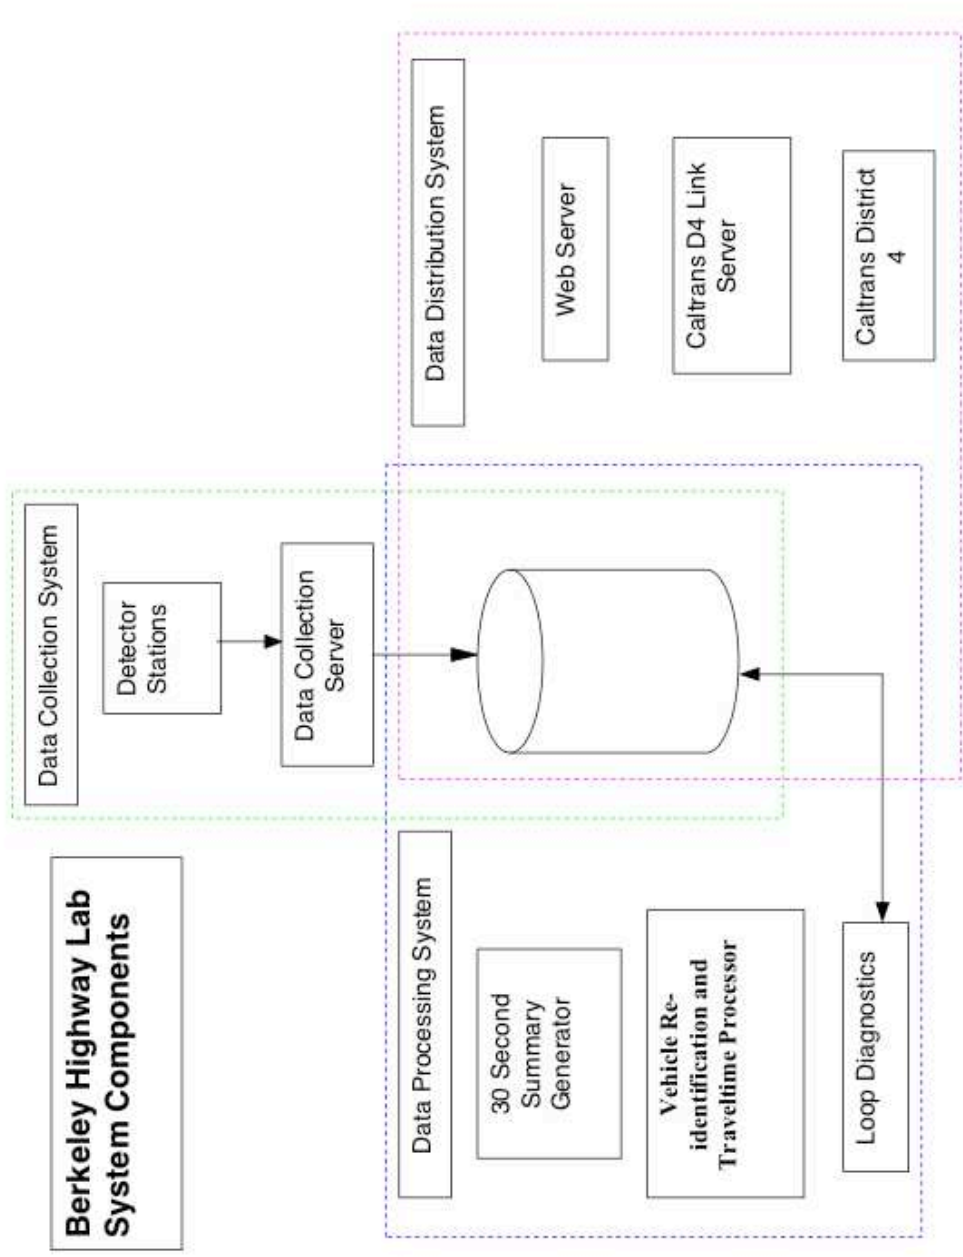 Berkeley Highway Lab
System Components
Data Collection System
Detector
Stations
Data Collection
Server
Data Processing System
30 Second
Summary
Generator
Vehicle Re-
identification and
Traveltime Processor
Loop Diagnostics
Data Distribution System
Web Server
Caltrans D4 Link
Server
Caltrans District
4